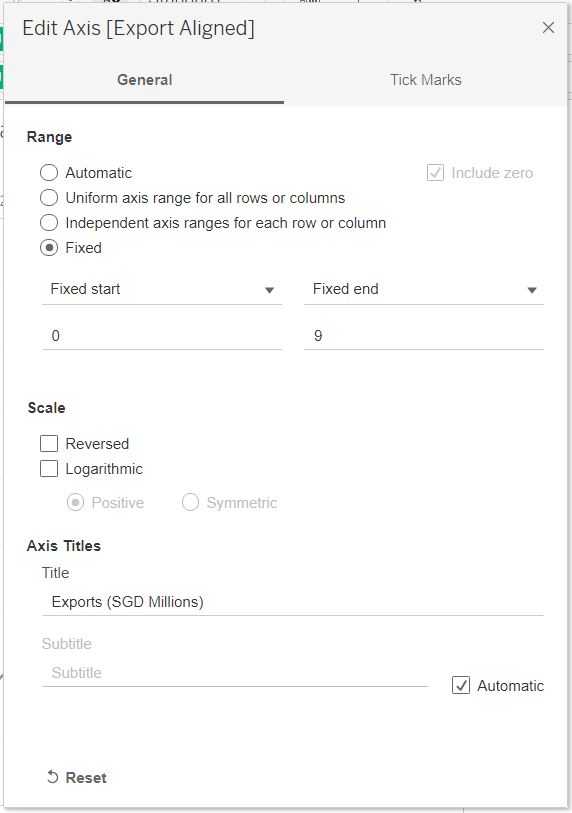 Edit Axis [Export Aligned]
General
Tick Marks
Range
Automatic
Include zero
Uniform axis range for all rows or columns
Independent axis ranges for each row or column
Fixed
Fixed start
Fixed end
0
9
Scale
Reversed
Logarithmic
Positive
Symmetric
Axis Titles
Title
Exports (SGD Millions)
Subtitle
Subtitle
Automatic
Reset